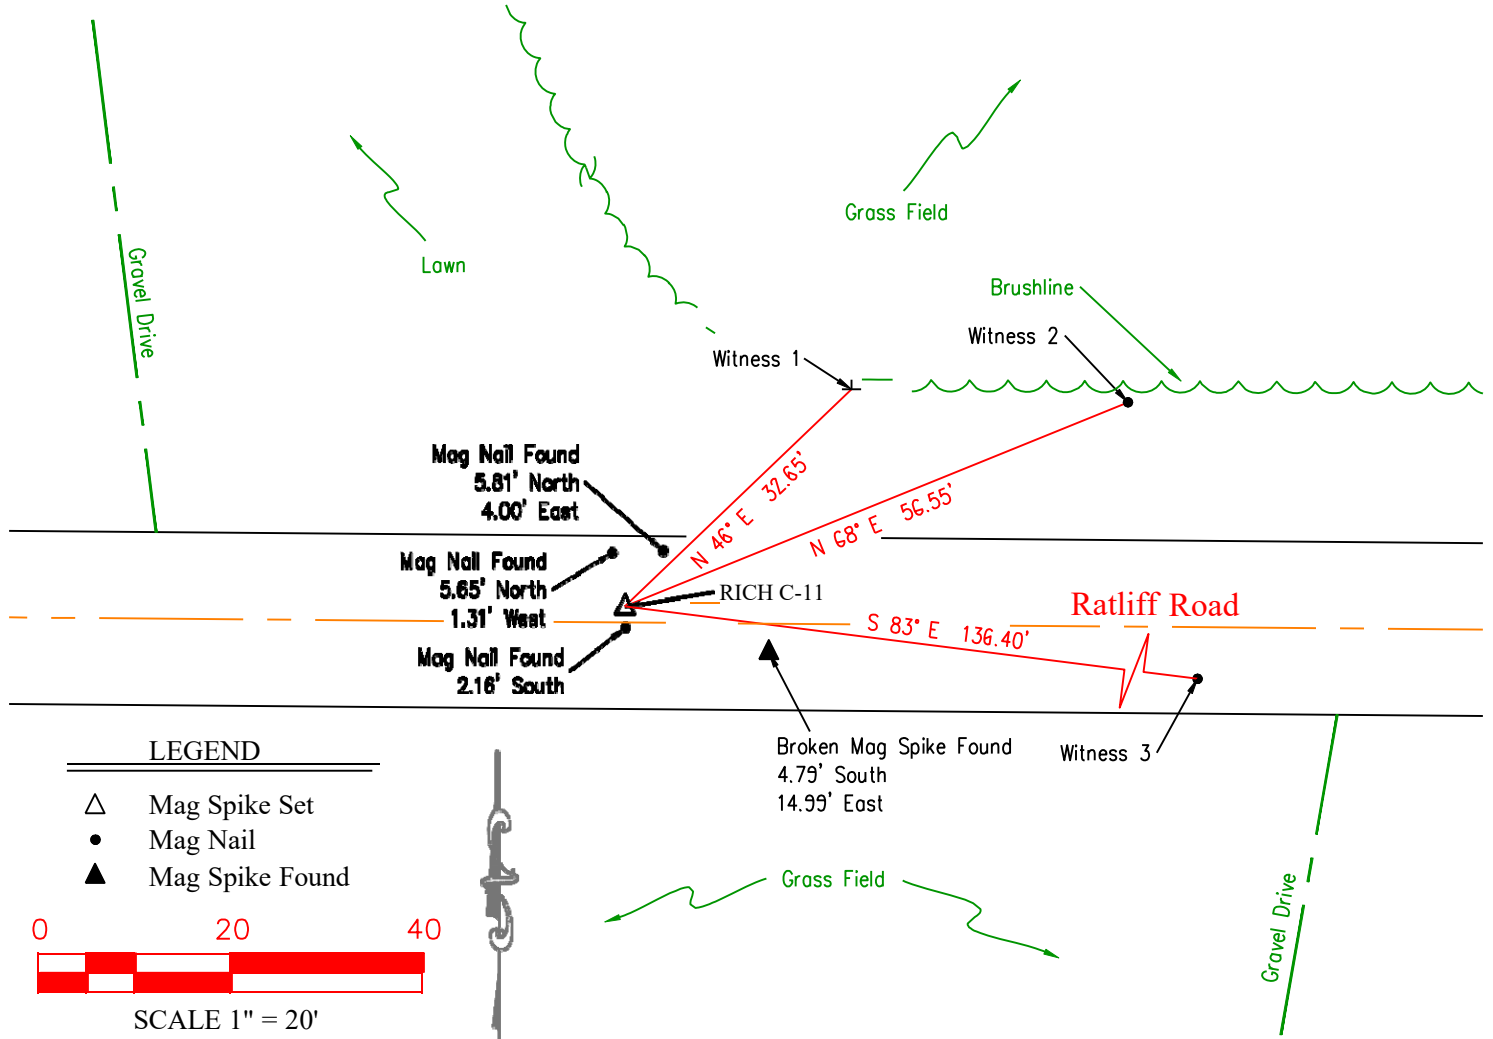 Grass Field
Gravel Drive
Lawn
Brushline
Witness 2
Witness 1
Mag Nail Found
5.81' North
4.00' East
N 46° E 32.65'
N 68° E 56.55'
Mag Nail Found
5.65' North
1.31' West
RICH C-11
Ratliff Road
S 83° E 136.40'
Mag Nail Found
2.16' South
Broken Mag Spike Found
4.79' South
14.99' East
Witness 3
LEGEND
Mag Spike Set
Mag Nail
Mag Spike Found
Grass Field
Gravel Drive
0 20 40
SCALE 1" = 20'